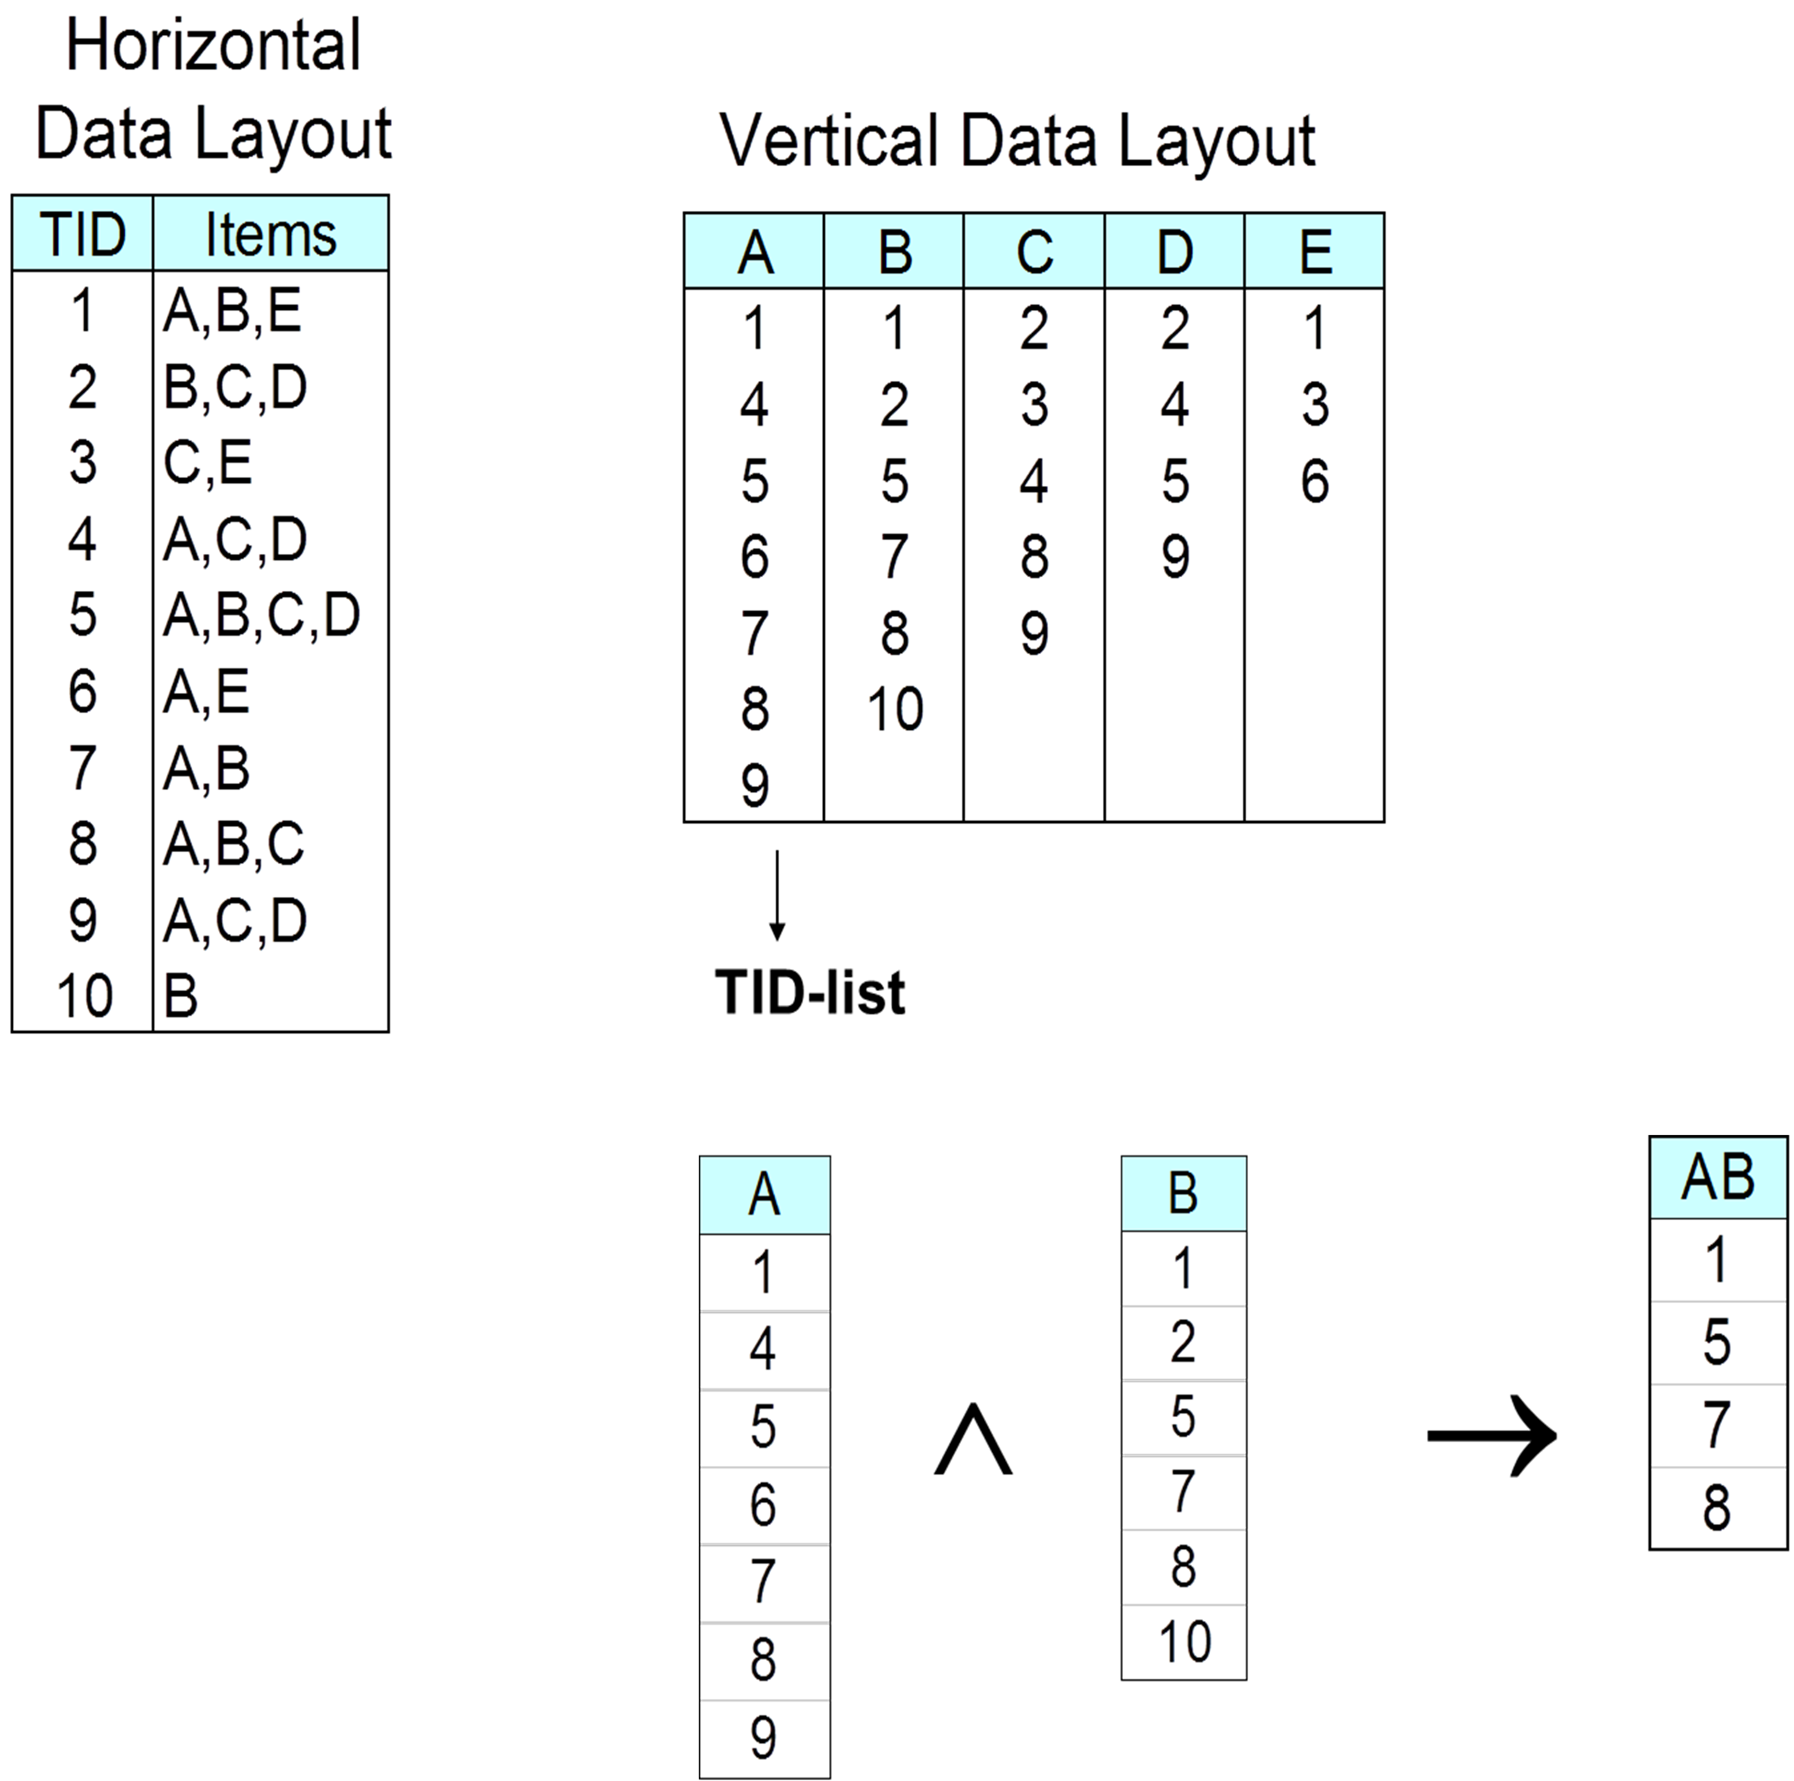 Horizontal
Data Layout
TID Items
1 A,B,E
2 B,C,D
3 C,E
4 A,C,D
5 A,B,C,D
6 A,E
7 A,B
8 A,B,C
9 A,C,D
10 B
Vertical Data Layout
A B C D E
1 1 2 2 1
4 2 3 4 3
5 5 4 5 6
6 7 8 9
7 8 9
8 10
9
TID-list
A
1
4
5
6
7
8
9
∧
B
1
2
5
7
8
10
→
AB
1
5
7
8